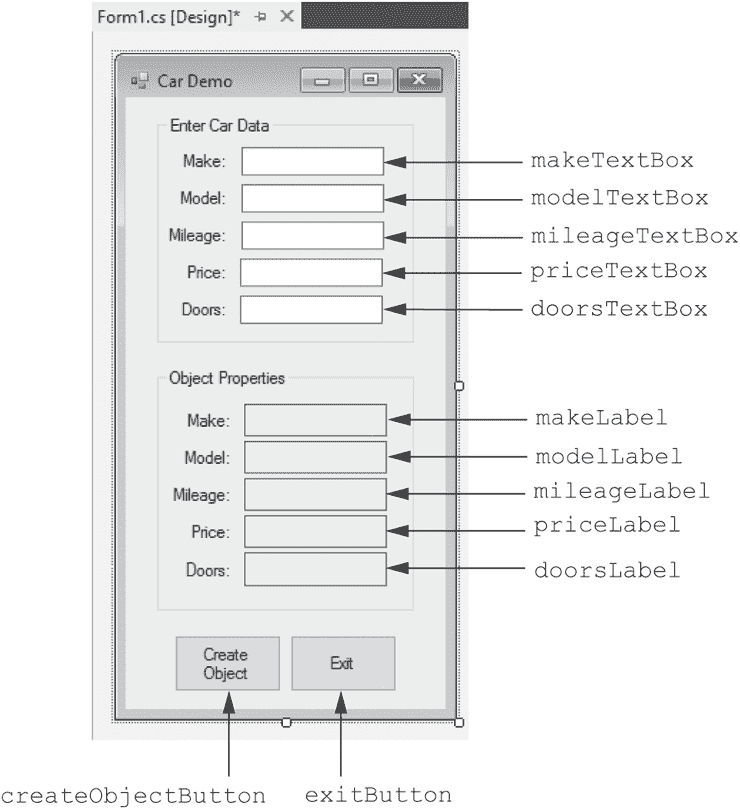 Form1.cs [Design]*
Car Demo
Enter Car Data
Make: makeTextBox
Model: modelTextBox
Mileage: mileageTextBox
Price: priceTextBox
Doors: doorsTextBox
Object Properties
Make: makeLabel
Model: modelLabel
Mileage: mileageLabel
Price: priceLabel
Doors: doorsLabel
Create
Object
Exit
createObjectButton exitButton